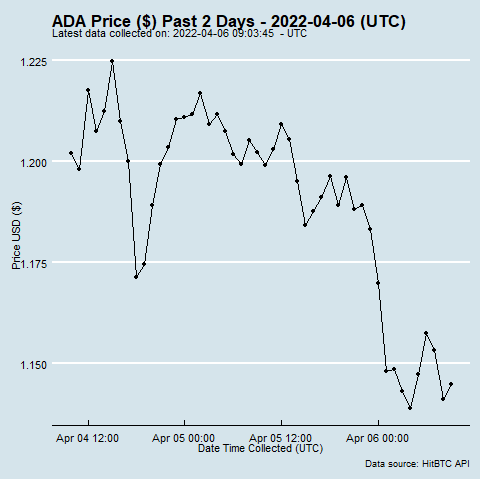 ADA Price ($) Past 2 Days - 2022-04-06 (UTC)
Latest data collected on: 2022-04-06 09:03:45 - UTC
1.225
1.200
1.175
1.150
Price USD ($)
Apr 04 12:00 Apr 05 00:00 Apr 05 12:00 Apr 06 00:00
Date Time Collected (UTC)
Data source: HitBTC API